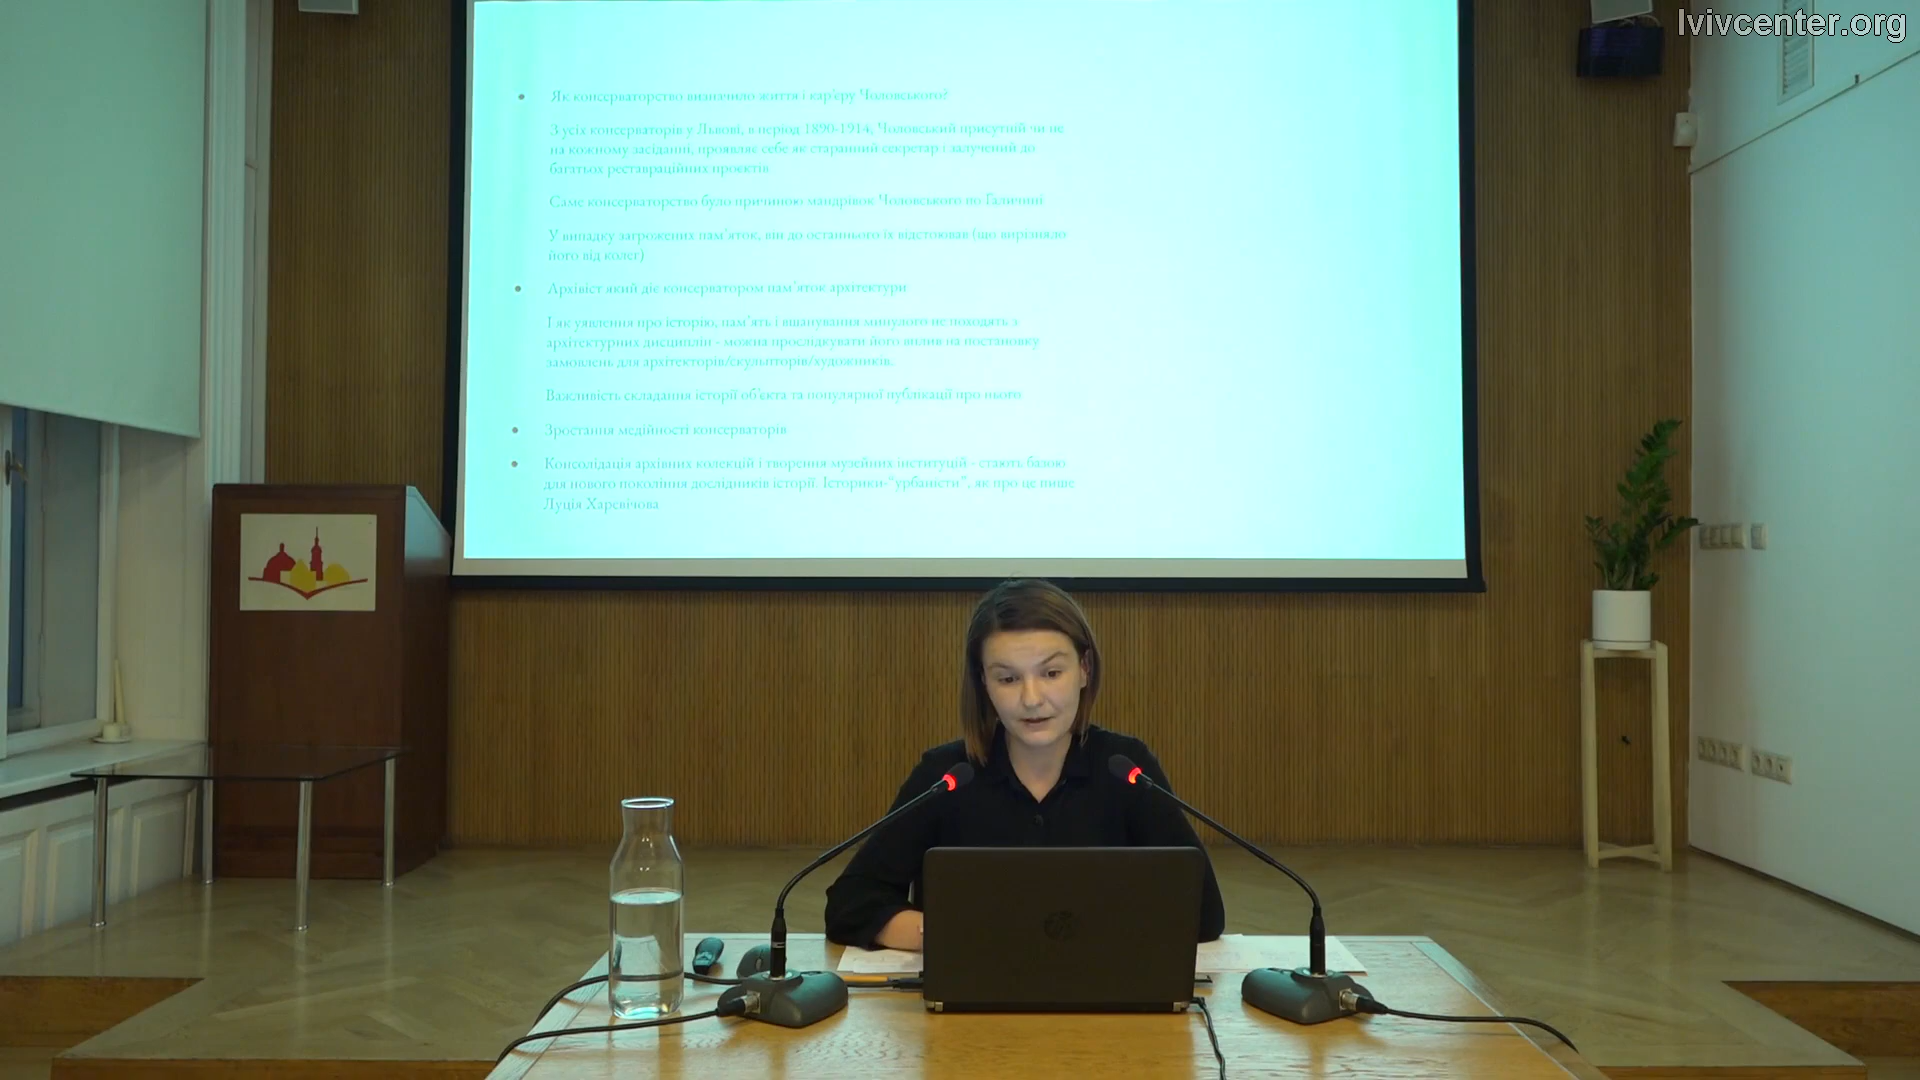 lvivcenter.org
Як консерваторство визначило життя і кар'єру Чоловського?
З усіх консерваторів у Львові, в період 1890-1914, Чоловський присутній чи не
на кожному засіданні, проявляє себе як старанний секретар і залучений до
багатьох реставраційних проектів
Саме консерваторство було причиною мандрівок Чоловського по Галичині
У випадку загрожених пам'яток, він до останнього їх відстоював (що вирізняло
його від колег)
Архівіст який діє консерватором пам'яток архітектури
І як уявлення про історію, пам'ять і вшанування минулого не походять з
архітектурних дисциплін - можна прослідкувати його вплив на постановку
замовлень для архітекторів/скульпторів/художників.
Важливість складання історії об'єкта та популярної публікації про нього
Зростання медійності консерваторів
Консолідація архівних колекцій і творення музейних інституцій - стають базою
для нового покоління дослідників історії. Історики-"урбаністи", як про це пише
Луція Харевічова